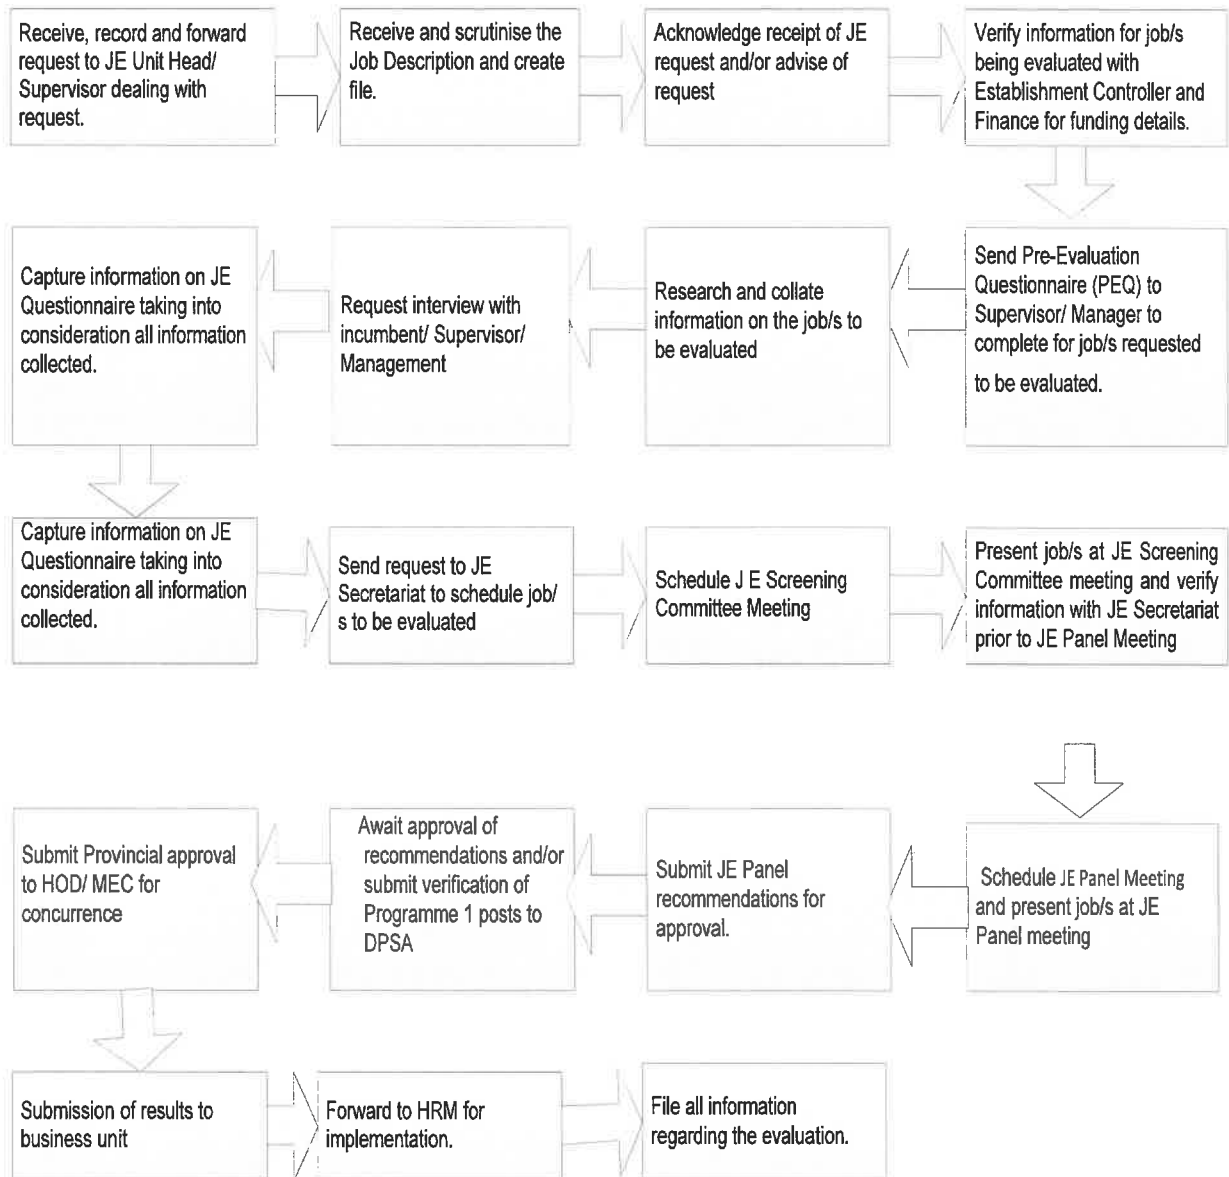 Receive, record and forward
request to JE Unit Head/
Supervisor dealing with
request.
Receive and scrutinise the
Job Description and create
file.
Acknowledge receipt of JE
request and/or advise of
request
Verify information for job/s
being evaluated with
Establishment Controller and
Finance for funding details.
Send Pre-Evaluation
Questionnaire (PEQ) to
Supervisor/ Manager to
complete for job/s requested
to be evaluated.
Research and collate
information on the job/s to
be evaluated
Request interview with
incumbent/ Supervisor/
Management
Capture information on JE
Questionnaire taking into
consideration all information
collected.
Capture information on JE
Questionnaire taking into
consideration all information
collected.
Send request to JE
Secretariat to schedule job/
s to be evaluated
Schedule J E Screening
Committee Meeting
Present job/s at JE Screening
Committee meeting and verify
information with JE Secretariat
prior to JE Panel Meeting
Schedule JE Panel Meeting
and present job/s at JE
Panel meeting
Submit JE Panel
recommendations for
approval.
Await approval of
recommendations and/or
submit verification of
Programme 1 posts to
DPSA
Submit Provincial approval
to HOD/ MEC for
concurrence
Submission of results to
business unit
Forward to HRM for
implementation.
File all information
regarding the evaluation.